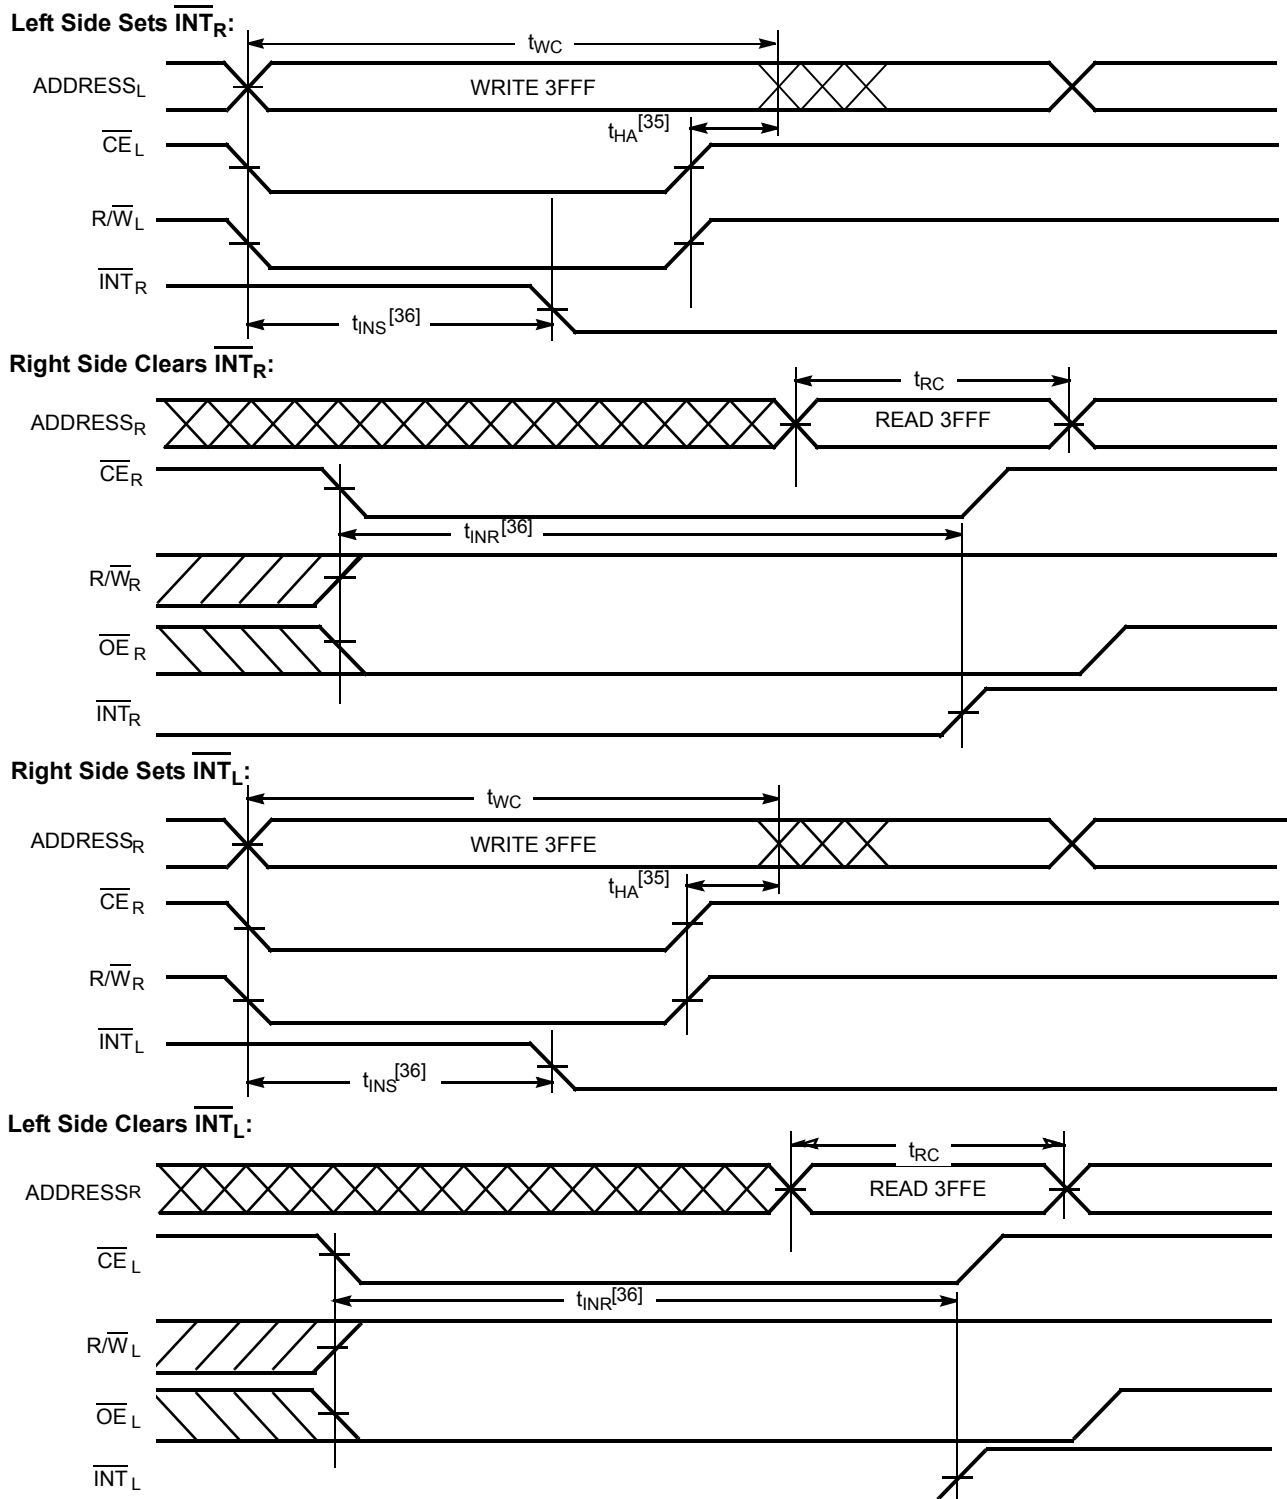 Left Side Sets INTR:
tWC
ADDRESSL
WRITE 3FFF
tHA[35]
CEL
R/WL
INTR
tINS[36]
Right Side Clears INTR:
tRC
ADDRESSR
READ 3FFF
CER
tINR[36]
R/WR
OER
INTR
Right Side Sets INTL:
tWC
ADDRESSR
WRITE 3FFE
tHA[35]
CER
R/WR
INTL
tINS[36]
Left Side Clears INTL:
tRC
ADDRESSR
READ 3FFE
CEL
tINR[36]
R/WL
OEL
INTL